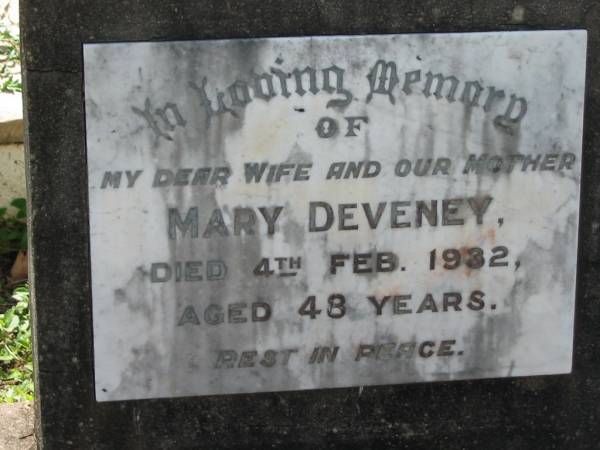 In Loving Memory
OF
MY DEAR WIFE AND OUR MOTHER
MARY DEVENEY,
DIED 4TH FEB. 1932,
AGED 48 YEARS.
REST IN PEACE.